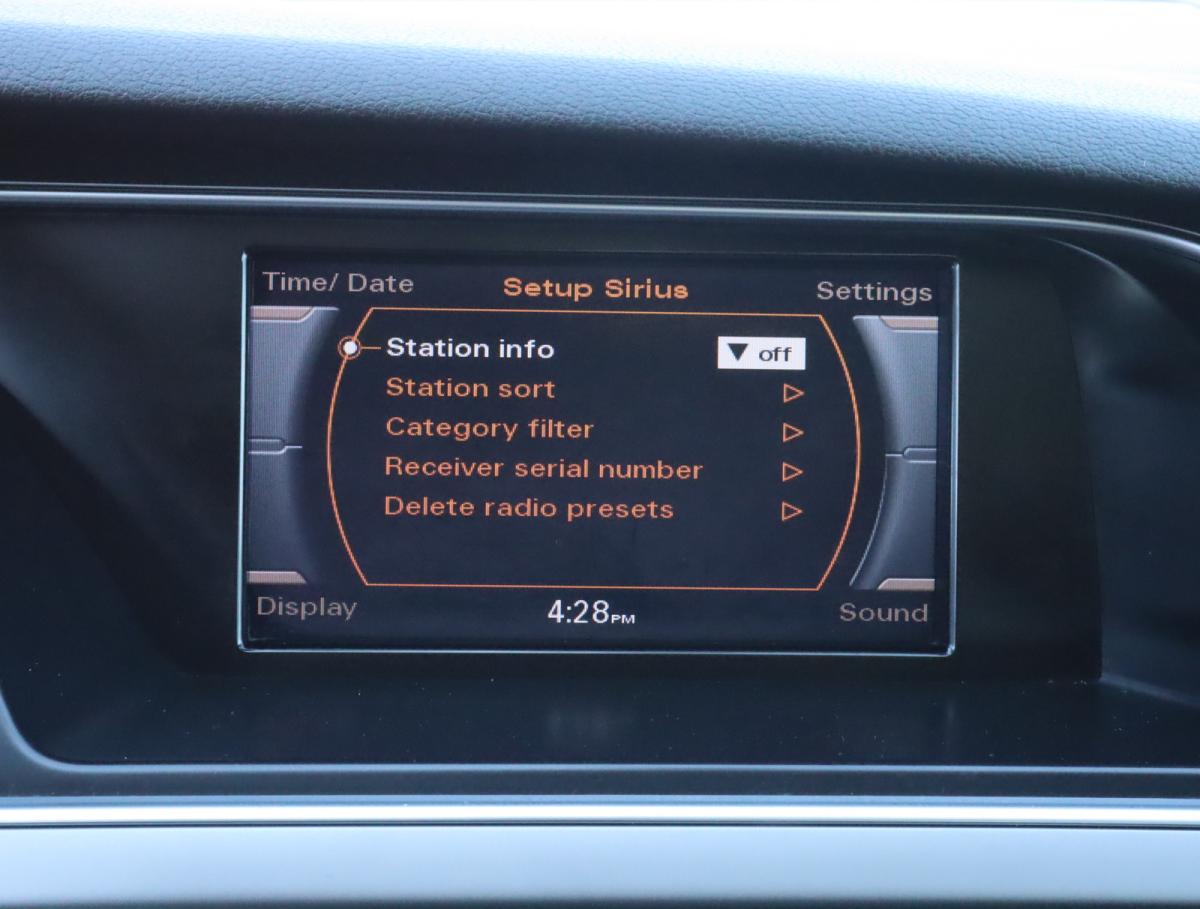 Time/ Date Setup Sirius Settings
Station info ▼ off
Station sort ▷
Category filter ▷
Receiver serial number ▷
Delete radio presets ▷
Display 4:28PM Sound